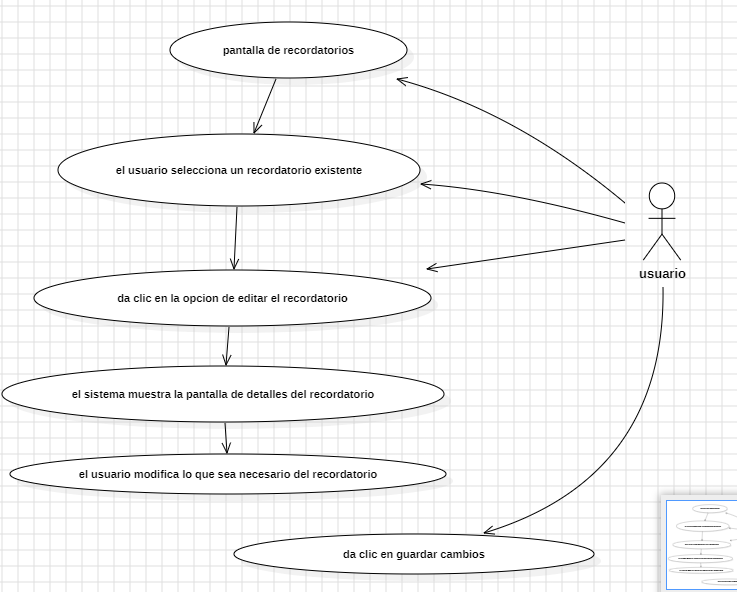 pantalla de recordatorios
el usuario selecciona un recordatorio existente
usuario
da clic en la opcion de editar el recordatorio
el sistema muestra la pantalla de detalles del recordatorio
el usuario modifica lo que sea necesario del recordatorio
da clic en guardar cambios